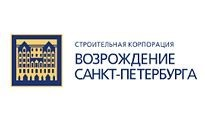 СТРОИТЕЛЬНАЯ КОРПОРАЦИЯ
ВОЗРОЖДЕНИЕ
САНКТ-ПЕТЕРБУРГА